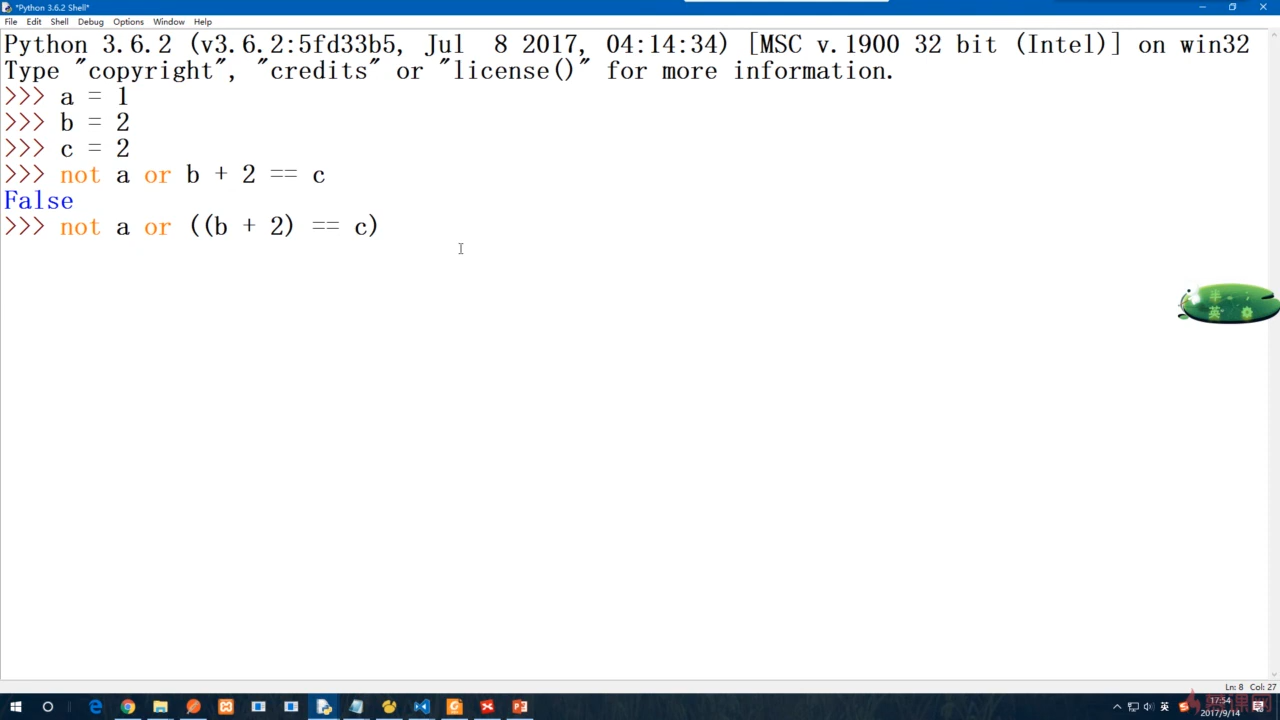 *Python 3.6.2 Shell*
File Edit Shell Debug Options Window Help
Python 3.6.2 (v3.6.2:5fd33b5, Jul  8 2017, 04:14:34) [MSC v.1900 32 bit (Intel)] on win32
Type "copyright", "credits" or "license()" for more information.
>>> a = 1
>>> b = 2
>>> c = 2
>>> not a or b + 2 == c
False
>>> not a or ((b + 2) == c)
半
英
Ln: 8 Col: 27
英
17:54
2017/9/14